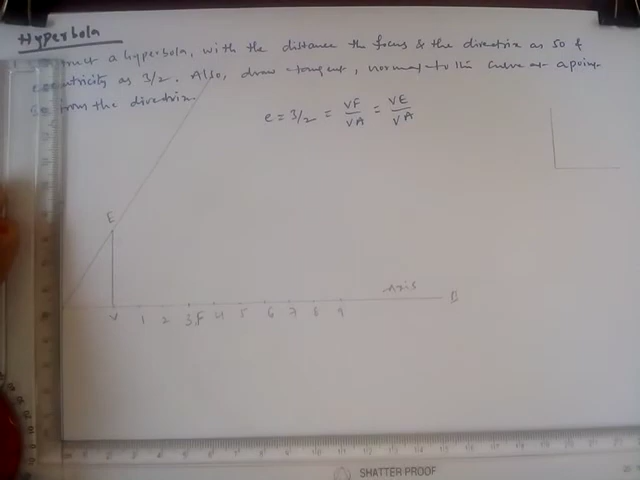 Hyperbola
a hyperbola, with the distance the focus & the directrix as 50 &
as 3/2. Also, draw tangent, normal to the curve at a point
from the directrix.
e = 3/2 = VF/VA = VE/VA
E
Axis
B
V 1 2 3,F 4 5 6 7 8 9
SHATTER PROOF